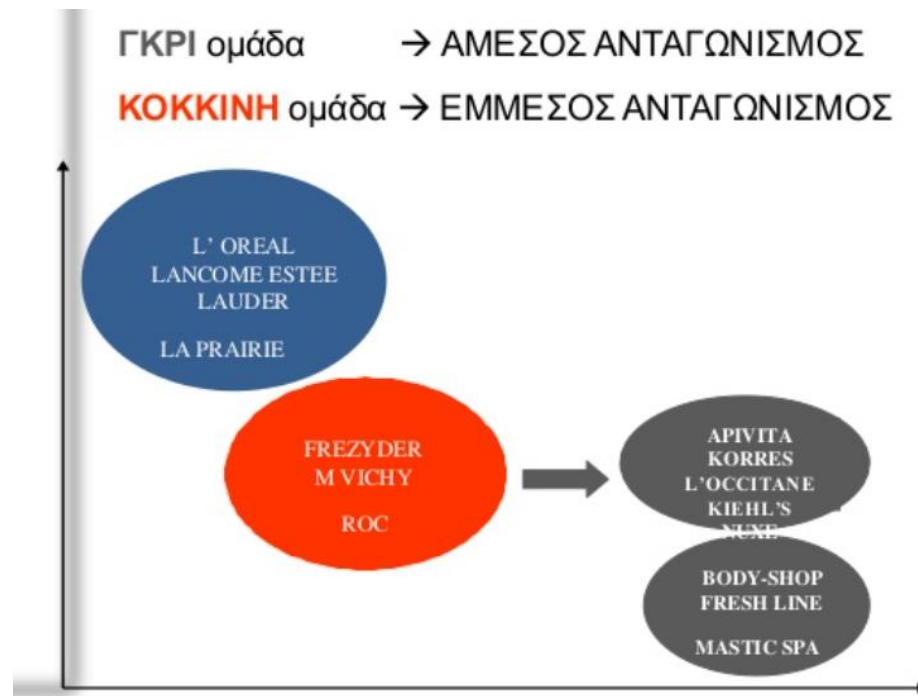 ΓΚΡΙ ομάδα → ΑΜΕΣΟΣ ΑΝΤΑΓΩΝΙΣΜΟΣ
ΚΟΚΚΙΝΗ ομάδα → ΕΜΜΕΣΟΣ ΑΝΤΑΓΩΝΙΣΜΟΣ
L' OREAL
LANCOME ESTEE
LAUDER
LA PRAIRIE
FREZYDER
M VICHY
ROC
APIVITA
KORRES
L'OCCITANE
KIEHL'S
NUXE
BODY-SHOP
FRESH LINE
MASTIC SPA